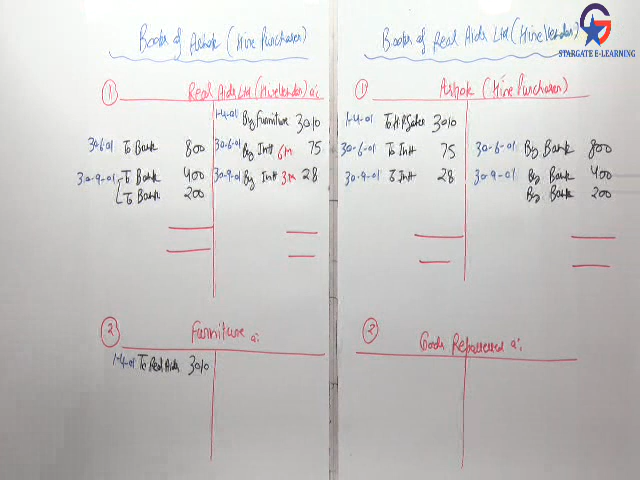 Books of Ashok (Hire Purchaser)
① Real Aids Ltd (Hire Vendor) a/c
1-4-01 By Furniture 3010
30-6-01 To Bank 800 30-6-01 By Intt 6m 75
30-9-01 To Bank 400 30-9-01 By Intt 3m 28
To Bank 200
② Furniture a/c
1-4-01 To Real Aids 3010
STARGATE E-LEARNING
Books of Real Aids Ltd (Hire Vendor)
① Ashok (Hire Purchaser)
1-4-01 To H.P. Sales 3010
30-6-01 To Intt 75 30-6-01 By Bank 800
30-9-01 To Intt 28 30-9-01 By Bank 400
By Bank 200
② Goods Repossessed a/c